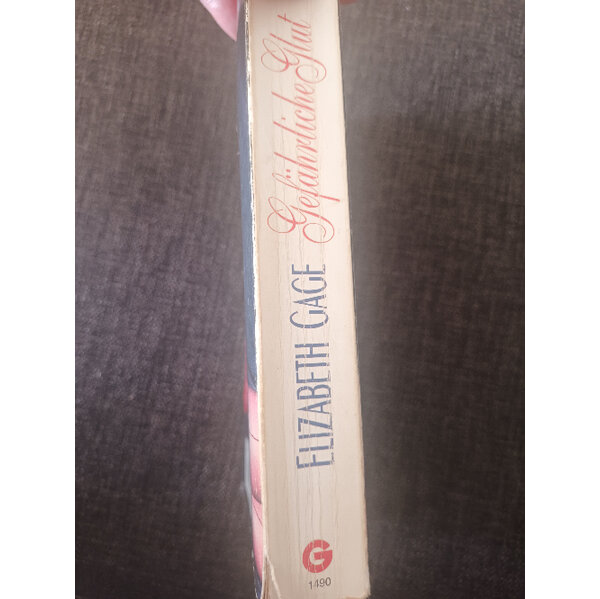 ELIZABETH GAGE
Gefährliche Glut
G
1490